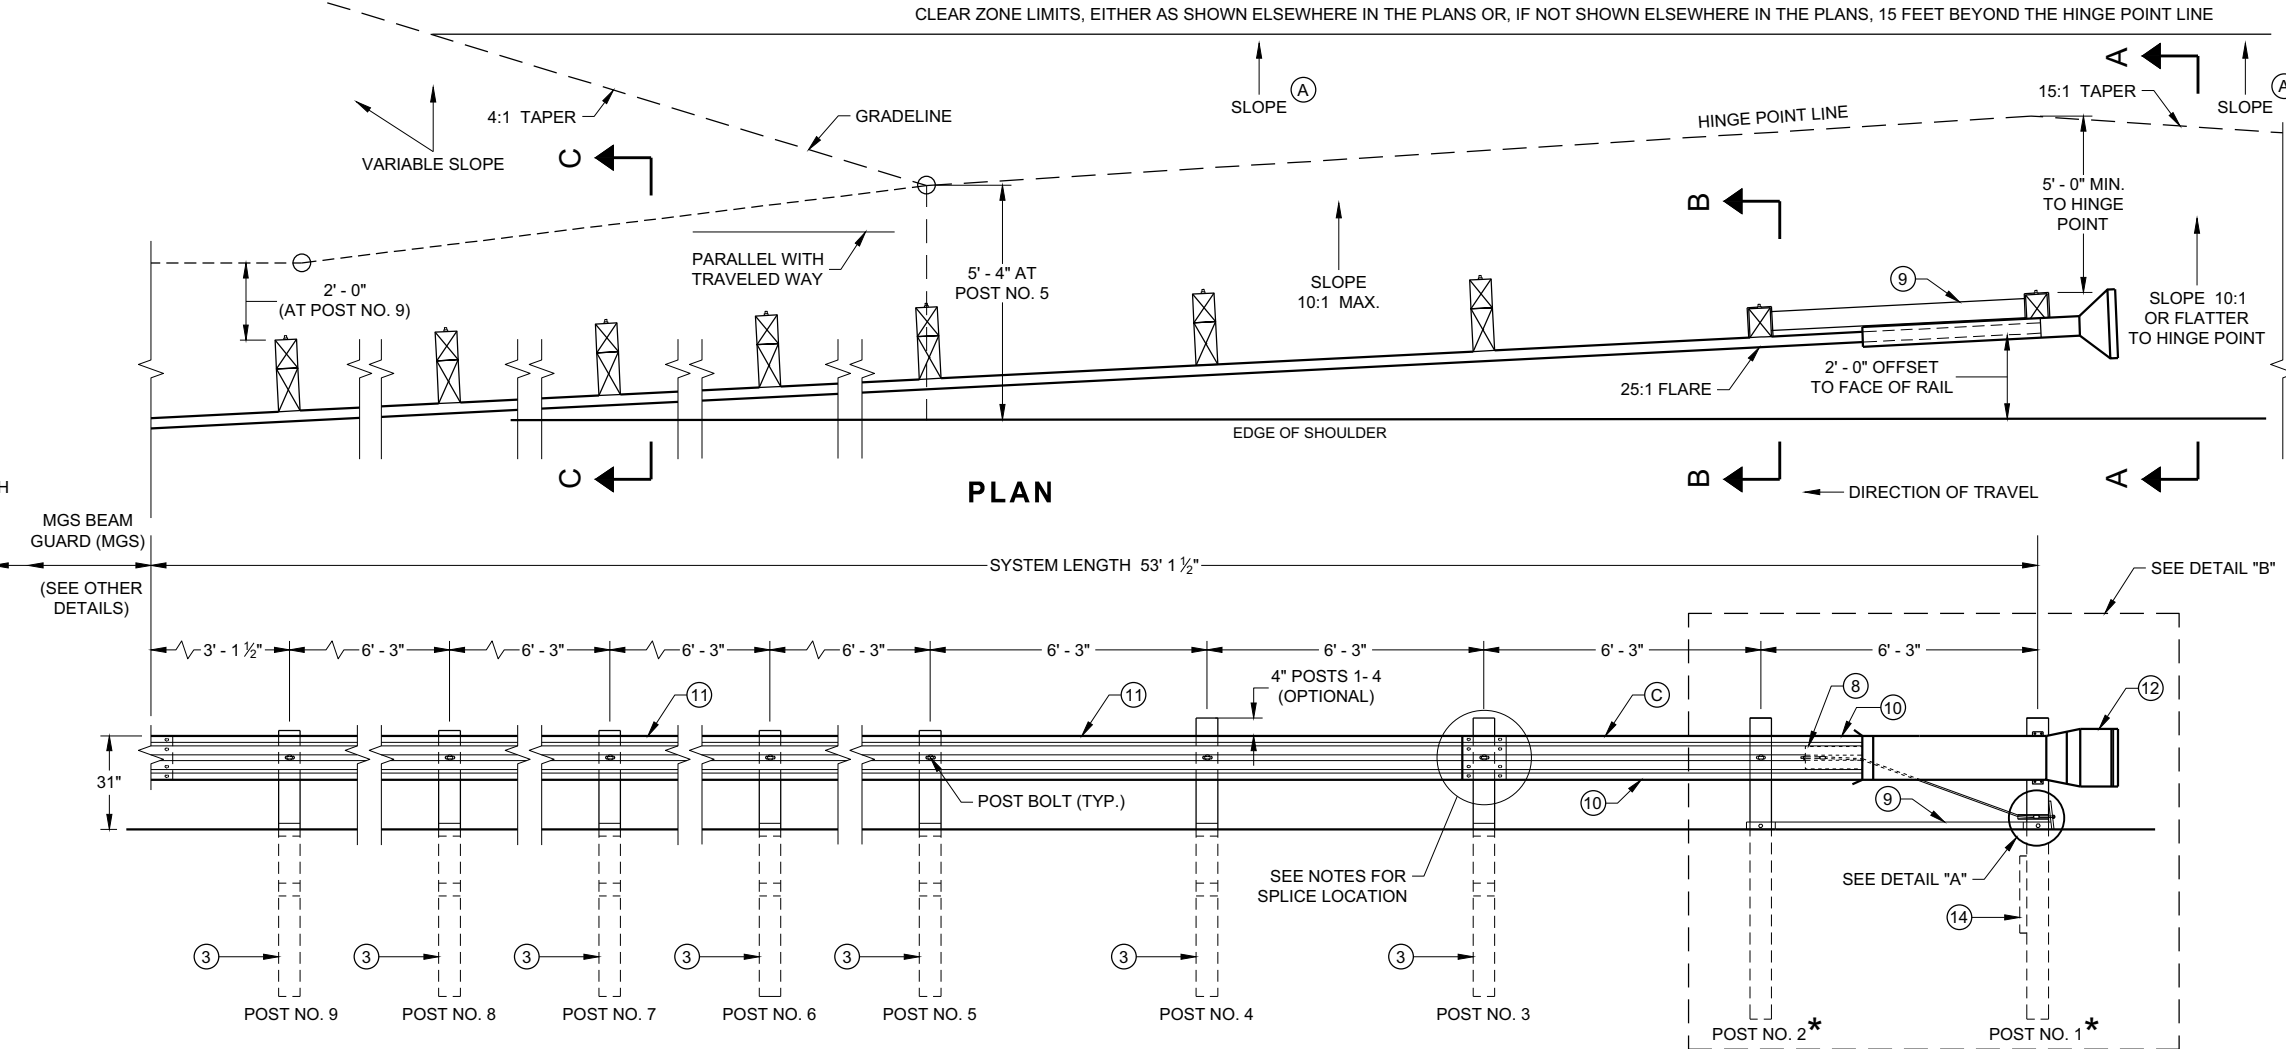 CLEAR ZONE LIMITS, EITHER AS SHOWN ELSEWHERE IN THE PLANS OR, IF NOT SHOWN ELSEWHERE IN THE PLANS, 15 FEET BEYOND THE HINGE POINT LINE
4:1 TAPER
GRADELINE
VARIABLE SLOPE
SLOPE
A
HINGE POINT LINE
15:1 TAPER
A
SLOPE
A
C
B
5' - 0" MIN.
TO HINGE
POINT
PARALLEL WITH
TRAVELED WAY
2' - 0"
(AT POST NO. 9)
5' - 4" AT
POST NO. 5
SLOPE
10:1 MAX.
9
SLOPE 10:1
OR FLATTER
TO HINGE POINT
25:1 FLARE
2' - 0" OFFSET
TO FACE OF RAIL
EDGE OF SHOULDER
C
PLAN
B
DIRECTION OF TRAVEL
A
H
MGS BEAM
GUARD (MGS)
(SEE OTHER
DETAILS)
SYSTEM LENGTH 53' 1 ½"
SEE DETAIL "B"
3' - 1 ½"
6' - 3"
6' - 3"
6' - 3"
6' - 3"
6' - 3"
6' - 3"
6' - 3"
6' - 3"
11
11
4" POSTS 1- 4
(OPTIONAL)
C
8
10
12
31"
POST BOLT (TYP.)
10
9
SEE NOTES FOR
SPLICE LOCATION
SEE DETAIL "A"
14
3
3
3
3
3
3
3
POST NO. 9
POST NO. 8
POST NO. 7
POST NO. 6
POST NO. 5
POST NO. 4
POST NO. 3
POST NO. 2*
POST NO. 1*